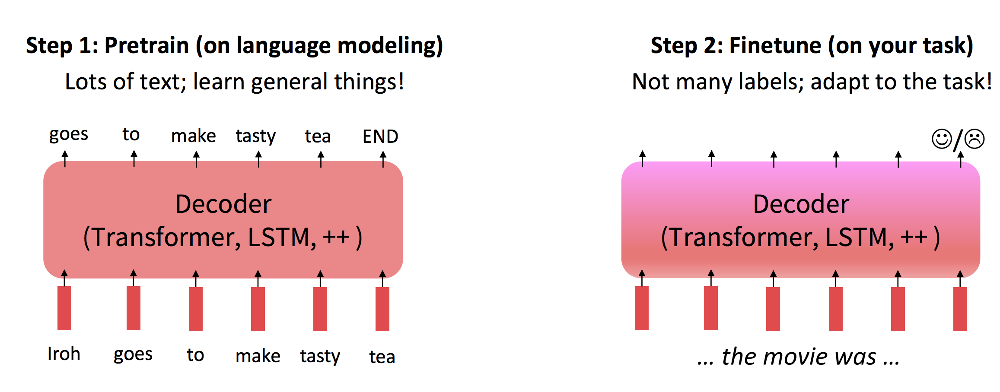 Step 1: Pretrain (on language modeling)
Lots of text; learn general things!
goes to make tasty tea END
Decoder
(Transformer, LSTM, ++ )
Iroh goes to make tasty tea
Step 2: Finetune (on your task)
Not many labels; adapt to the task!
☺/☹
Decoder
(Transformer, LSTM, ++ )
… the movie was …